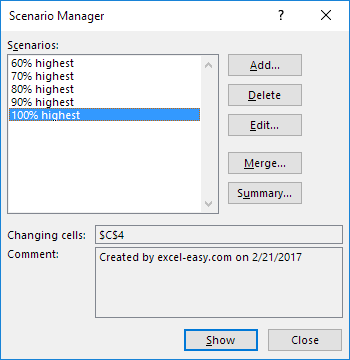 Scenario Manager
?
Scenarios:
60% highest
70% highest
80% highest
90% highest
100% highest
Add...
Delete
Edit...
Merge...
Summary...
Changing cells: $C$4
Comment: Created by excel-easy.com on 2/21/2017
Show Close